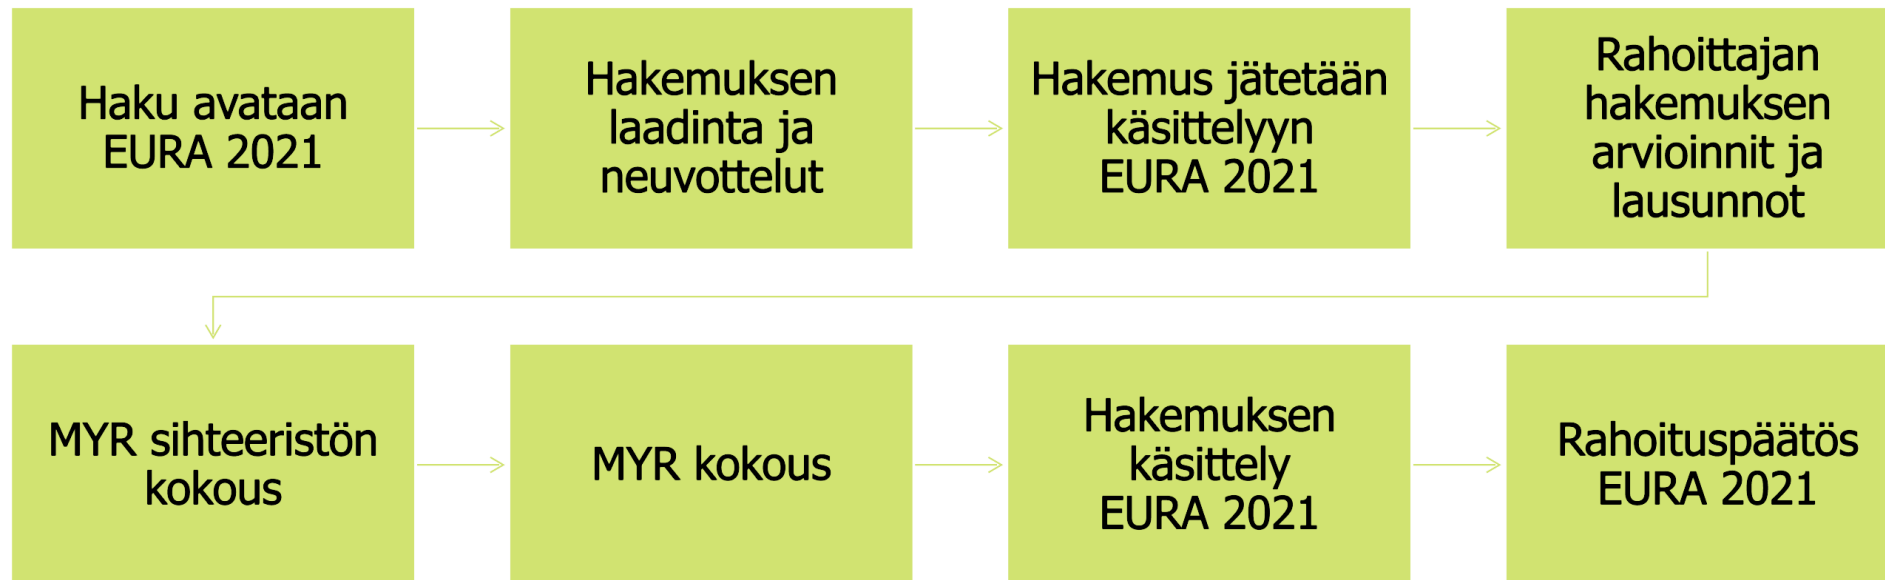 Haku avataan
EURA 2021
Hakemuksen
laadinta ja
neuvottelut
Hakemus jätetään
käsittelyyn
EURA 2021
Rahoittajan
hakemuksen
arvioinnit ja
lausunnot
MYR sihteeristön
kokous
MYR kokous
Hakemuksen
käsittely
EURA 2021
Rahoituspäätös
EURA 2021